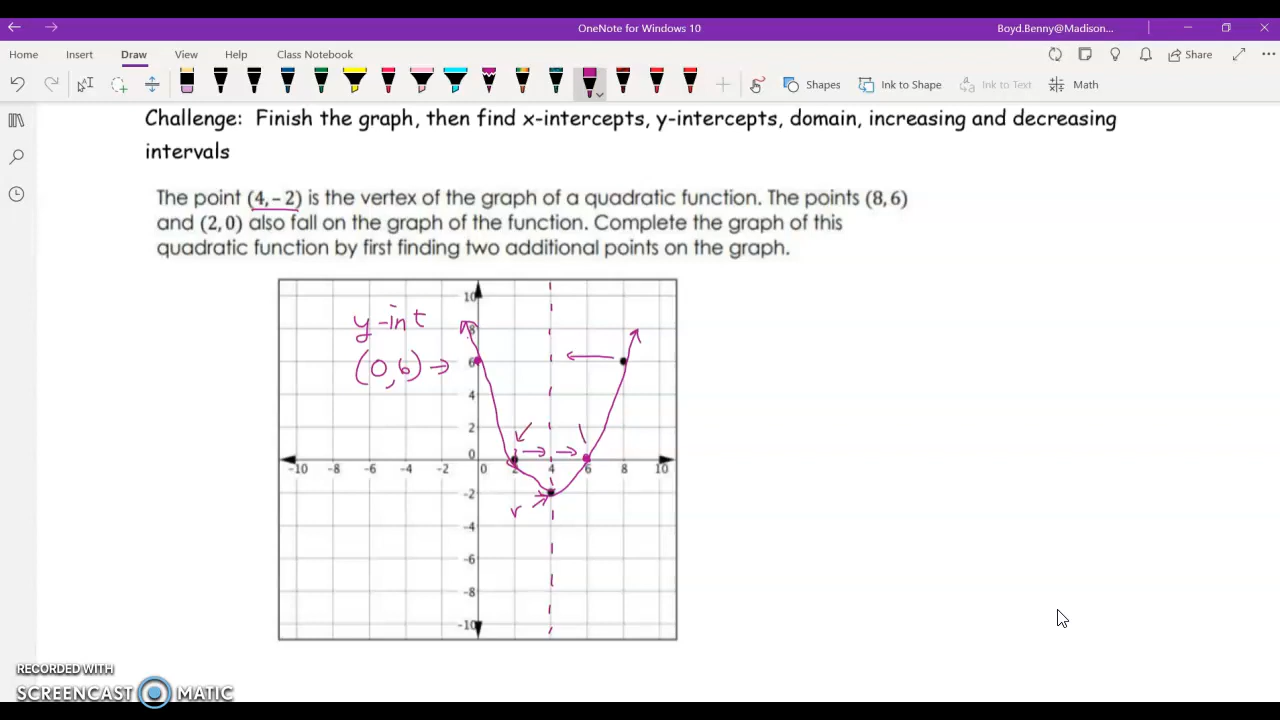 OneNote for Windows 10
Boyd.Benny@Madison...
Home Insert Draw View Help Class Notebook
Share
Shapes Ink to Shape Ink to Text Math
Challenge: Finish the graph, then find x-intercepts, y-intercepts, domain, increasing and decreasing
intervals
The point (4, – 2) is the vertex of the graph of a quadratic function. The points (8, 6)
and (2, 0) also fall on the graph of the function. Complete the graph of this
quadratic function by first finding two additional points on the graph.
10
y-int
8
(0,6)
6
4
2
0
-10 -8 -6 -4 -2 0 2 4 6 8 10
-2
-4
-6
-8
-10
RECORDED WITH
SCREENCAST MATIC